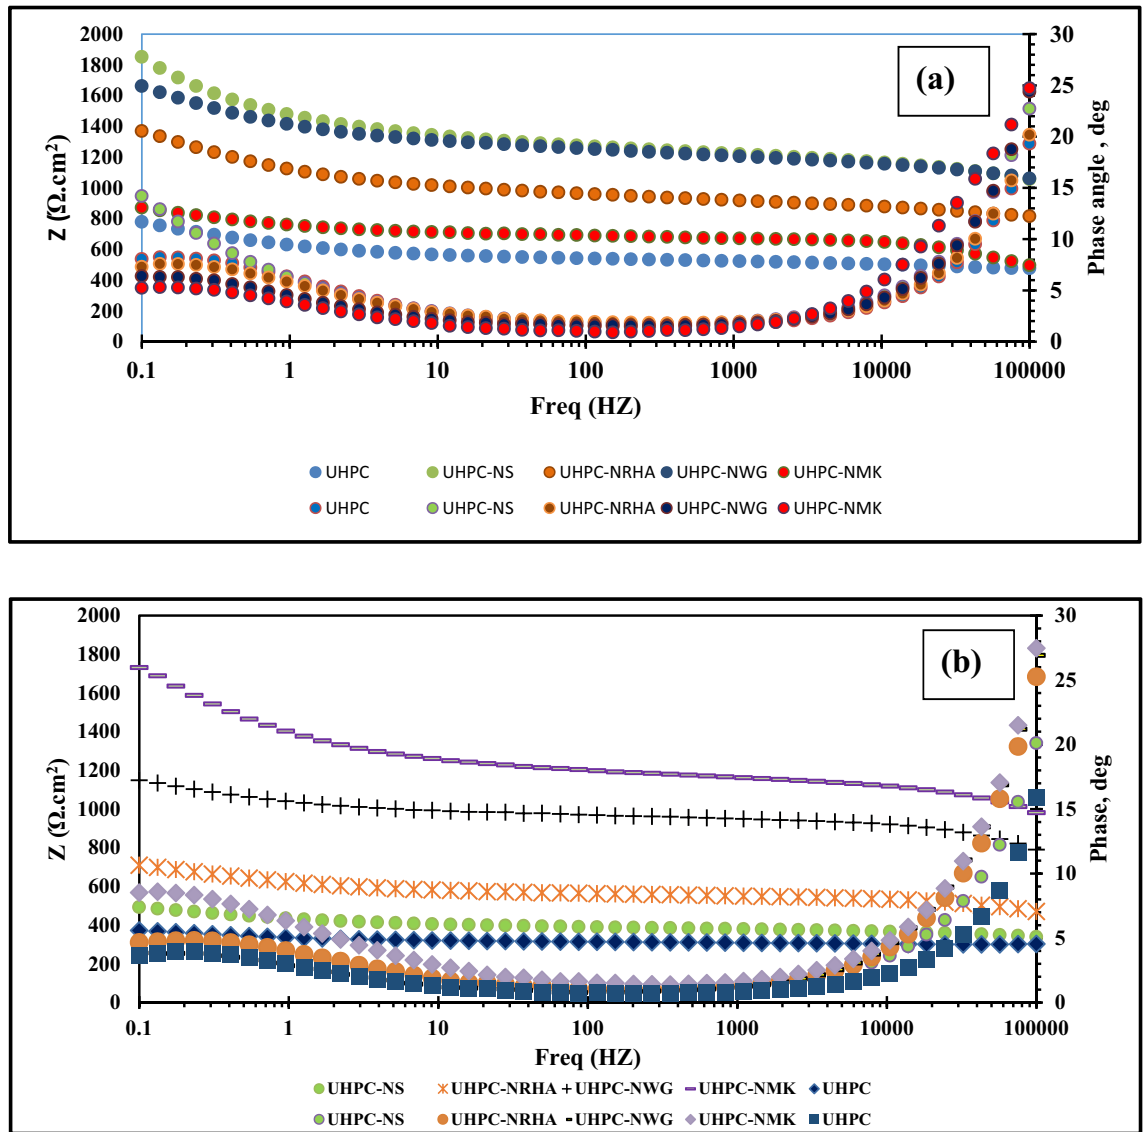 (a)
Z (Ω.cm²)
2000
1800
1600
1400
1200
1000
800
600
400
200
0
30
25
20
15
10
5
0
Phase angle , deg
0.1 1 10 100 1000 10000 100000
Freq (HZ)
UHPC UHPC-NS UHPC-NRHA UHPC-NWG UHPC-NMK
UHPC UHPC-NS UHPC-NRHA UHPC-NWG UHPC-NMK
(b)
Z (Ω.cm²)
2000
1800
1600
1400
1200
1000
800
600
400
200
0
30
25
20
15
10
5
0
Phase, deg
0.1 1 10 100 1000 10000 100000
Freq (HZ)
UHPC-NS UHPC-NRHA UHPC-NWG UHPC-NMK UHPC
UHPC-NS UHPC-NRHA UHPC-NWG UHPC-NMK UHPC